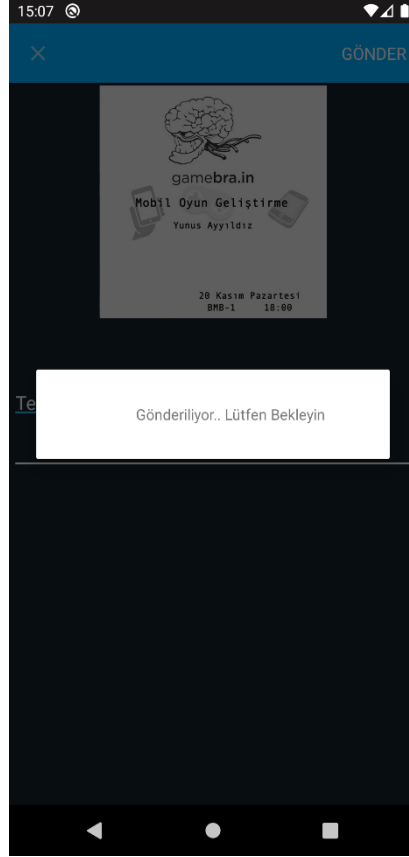 15:07
GÖNDER
gamebra.in
Mobil Oyun Geliştirme
Yunus Ayyıldız
20 Kasım Pazartesi
BMB-1 18:00
Te
Gönderiliyor.. Lütfen Bekleyin